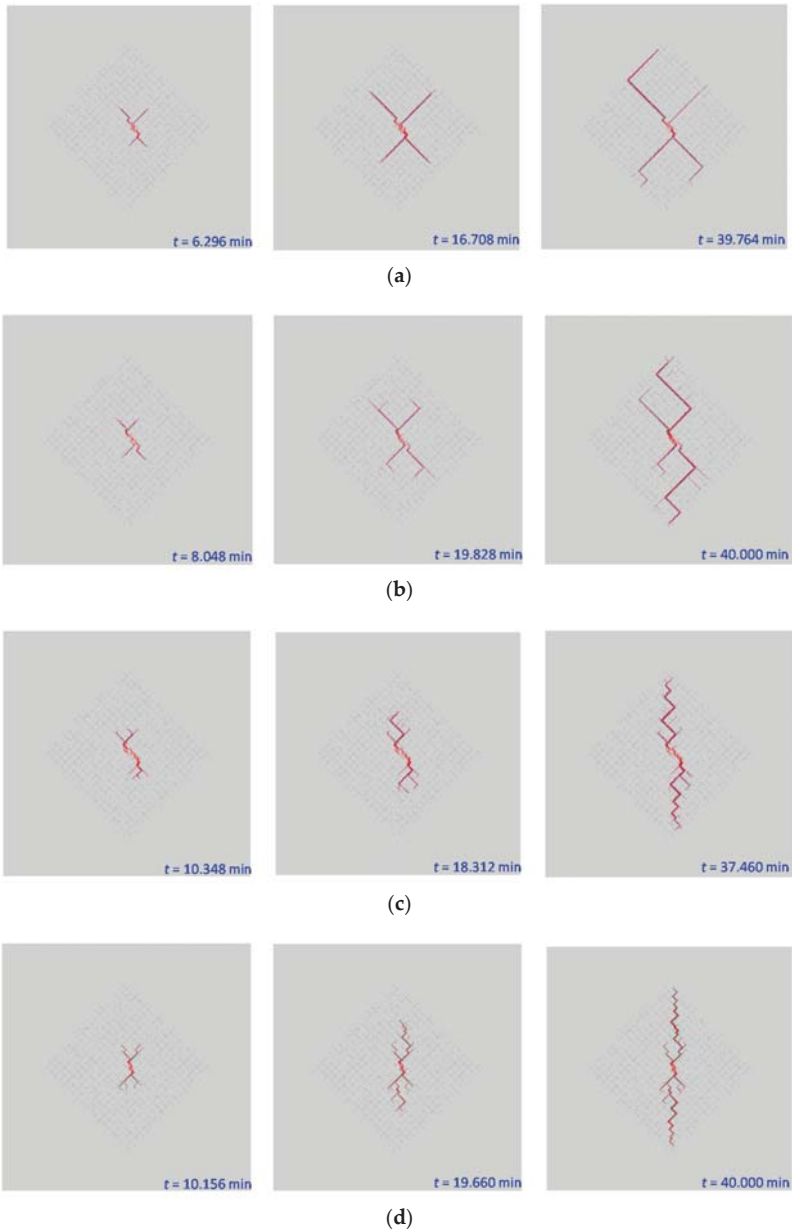 t = 6.296 min
t = 16.708 min
t = 39.764 min
(a)
t = 8.048 min
t = 19.828 min
t = 40.000 min
(b)
t = 10.348 min
t = 18.312 min
t = 37.460 min
(c)
t = 10.156 min
t = 19.660 min
t = 40.000 min
(d)